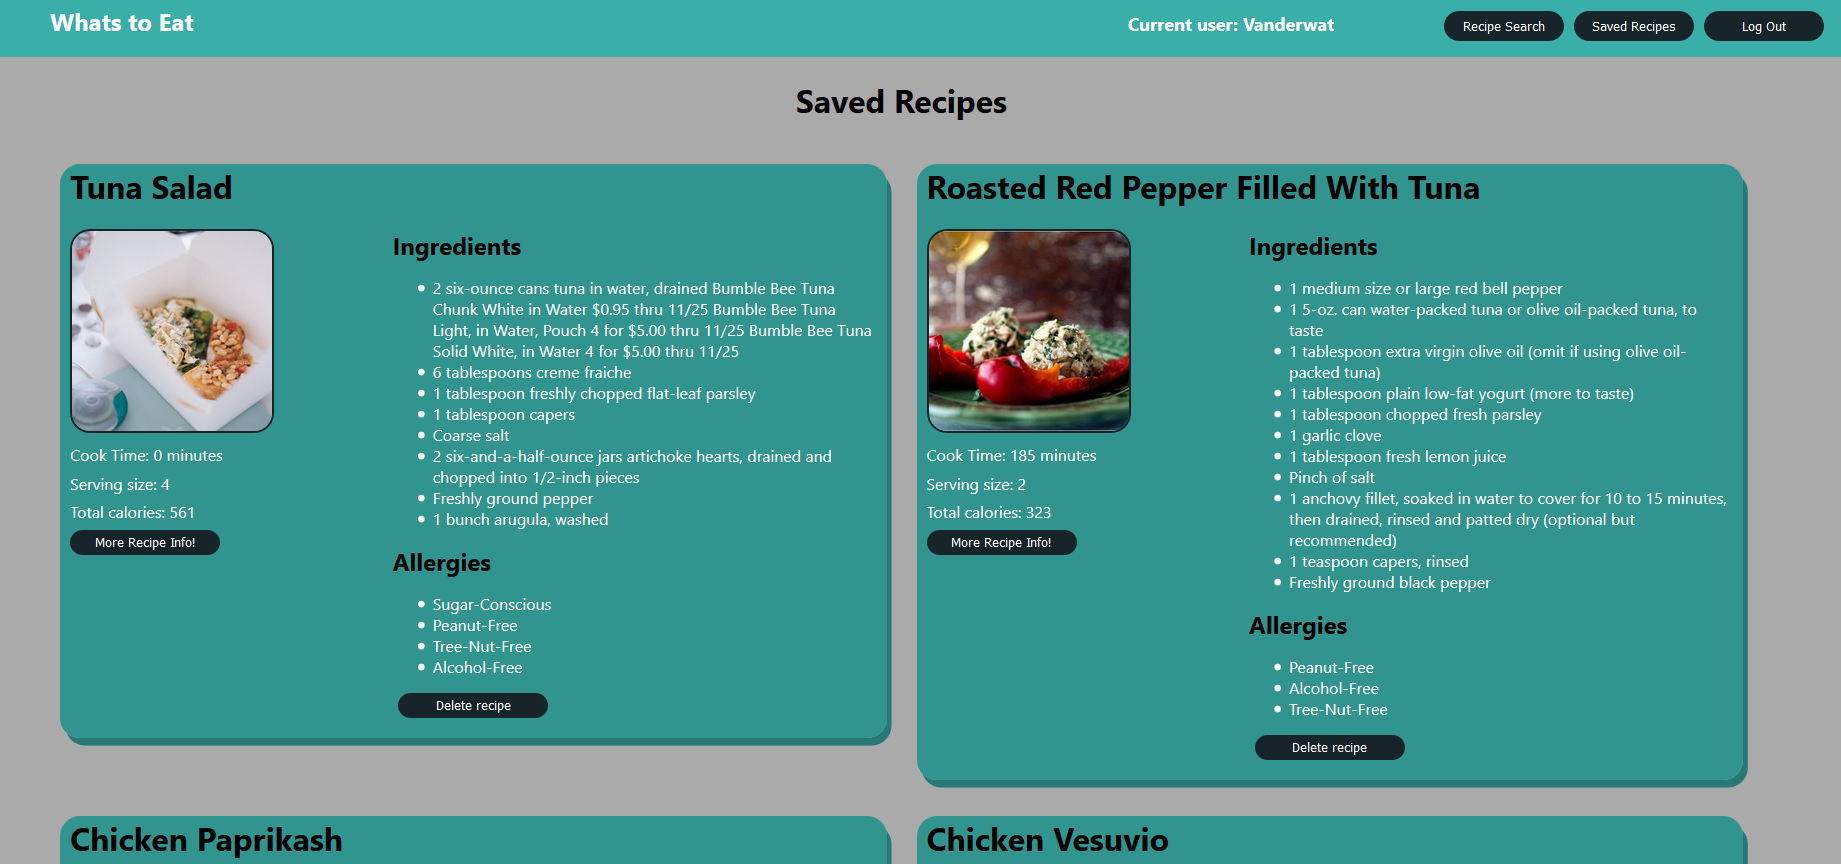 Whats to Eat
Current user: Vanderwat
Recipe Search
Saved Recipes
Log Out
Saved Recipes
Tuna Salad
Cook Time: 0 minutes
Serving size: 4
Total calories: 561
More Recipe Info!
Ingredients
2 six-ounce cans tuna in water, drained Bumble Bee Tuna
Chunk White in Water $0.95 thru 11/25 Bumble Bee Tuna
Light, in Water, Pouch 4 for $5.00 thru 11/25 Bumble Bee Tuna
Solid White, in Water 4 for $5.00 thru 11/25
6 tablespoons creme fraiche
1 tablespoon freshly chopped flat-leaf parsley
1 tablespoon capers
Coarse salt
2 six-and-a-half-ounce jars artichoke hearts, drained and
chopped into 1/2-inch pieces
Freshly ground pepper
1 bunch arugula, washed
Allergies
Sugar-Conscious
Peanut-Free
Tree-Nut-Free
Alcohol-Free
Delete recipe
Roasted Red Pepper Filled With Tuna
Cook Time: 185 minutes
Serving size: 2
Total calories: 323
More Recipe Info!
Ingredients
1 medium size or large red bell pepper
1 5-oz. can water-packed tuna or olive oil-packed tuna, to
taste
1 tablespoon extra virgin olive oil (omit if using olive oil-
packed tuna)
1 tablespoon plain low-fat yogurt (more to taste)
1 tablespoon chopped fresh parsley
1 garlic clove
1 tablespoon fresh lemon juice
Pinch of salt
1 anchovy fillet, soaked in water to cover for 10 to 15 minutes,
then drained, rinsed and patted dry (optional but
recommended)
1 teaspoon capers, rinsed
Freshly ground black pepper
Allergies
Peanut-Free
Alcohol-Free
Tree-Nut-Free
Delete recipe
Chicken Paprikash
Chicken Vesuvio